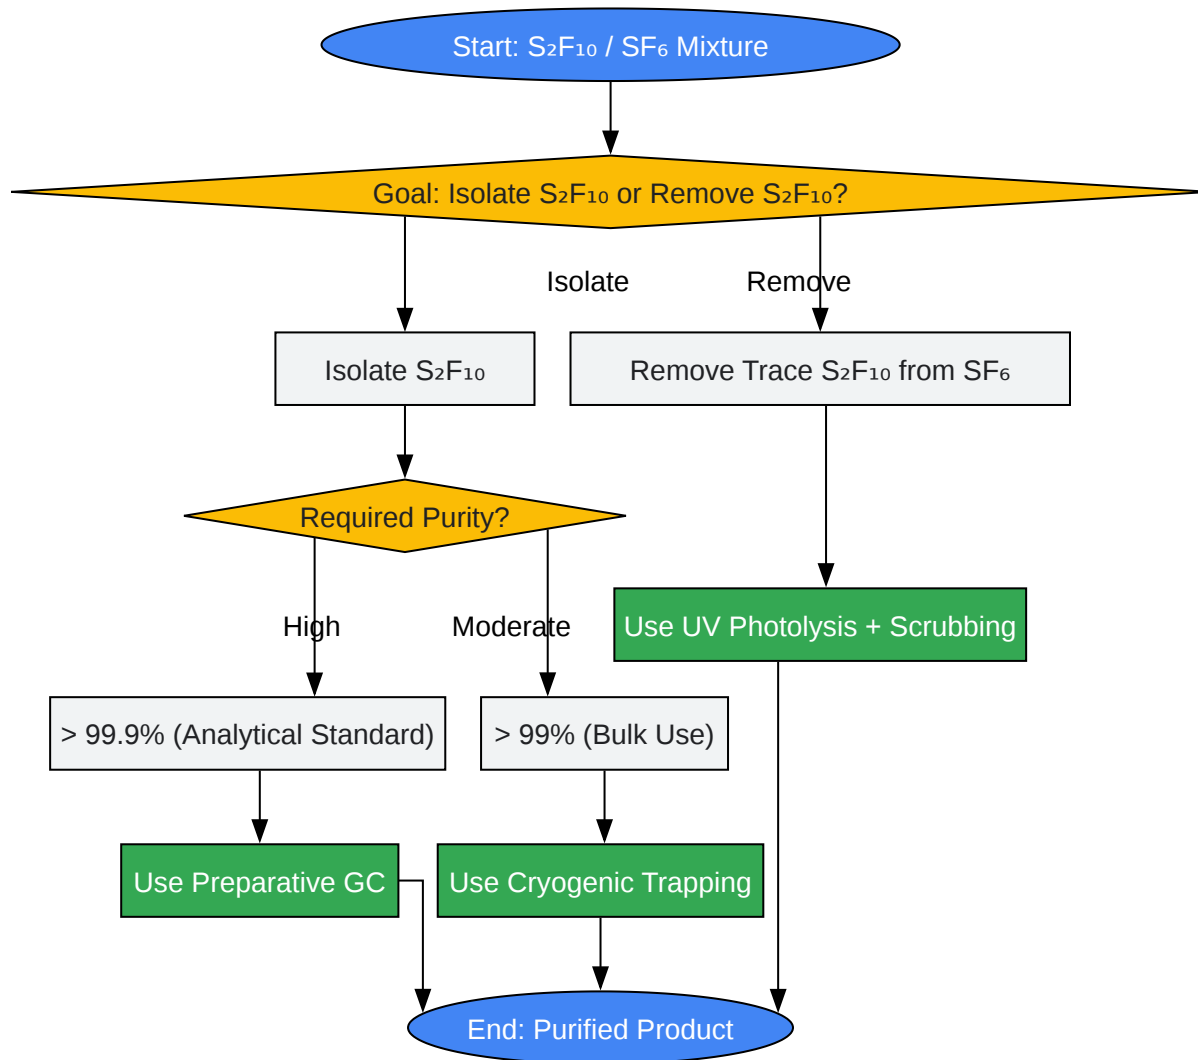 Start: S₂F₁₀ / SF₆ Mixture
Goal: Isolate S₂F₁₀ or Remove S₂F₁₀?
Isolate
Remove
Isolate S₂F₁₀
Remove Trace S₂F₁₀ from SF₆
Required Purity?
High
Moderate
Use UV Photolysis + Scrubbing
> 99.9% (Analytical Standard)
> 99% (Bulk Use)
Use Preparative GC
Use Cryogenic Trapping
End: Purified Product